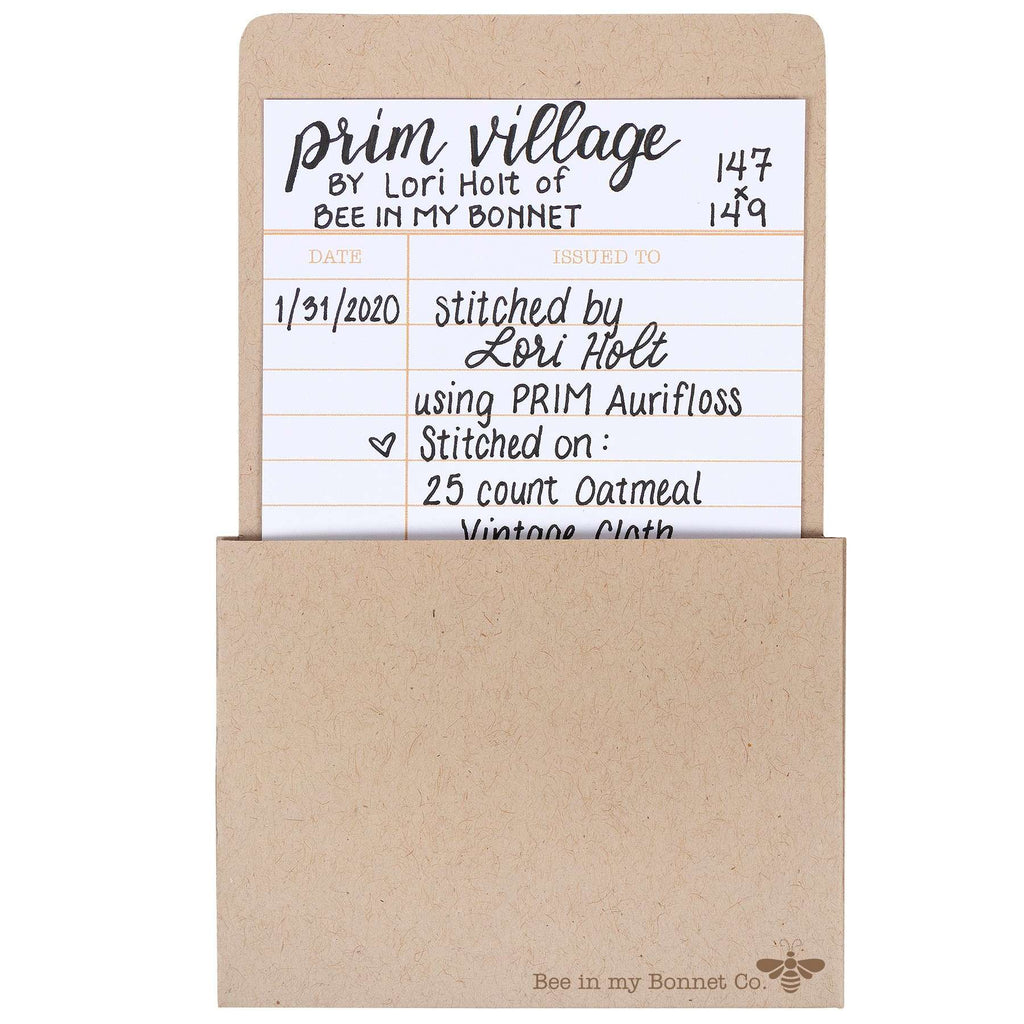 prim village
BY Lori Holt of
BEE IN MY BONNET
147
x
149
DATE
ISSUED TO
1/31/2020
stitched by
Lori Holt
using PRIM Aurifloss
♡ Stitched on:
25 count Oatmeal
Vintage Cloth
Bee in my Bonnet Co.